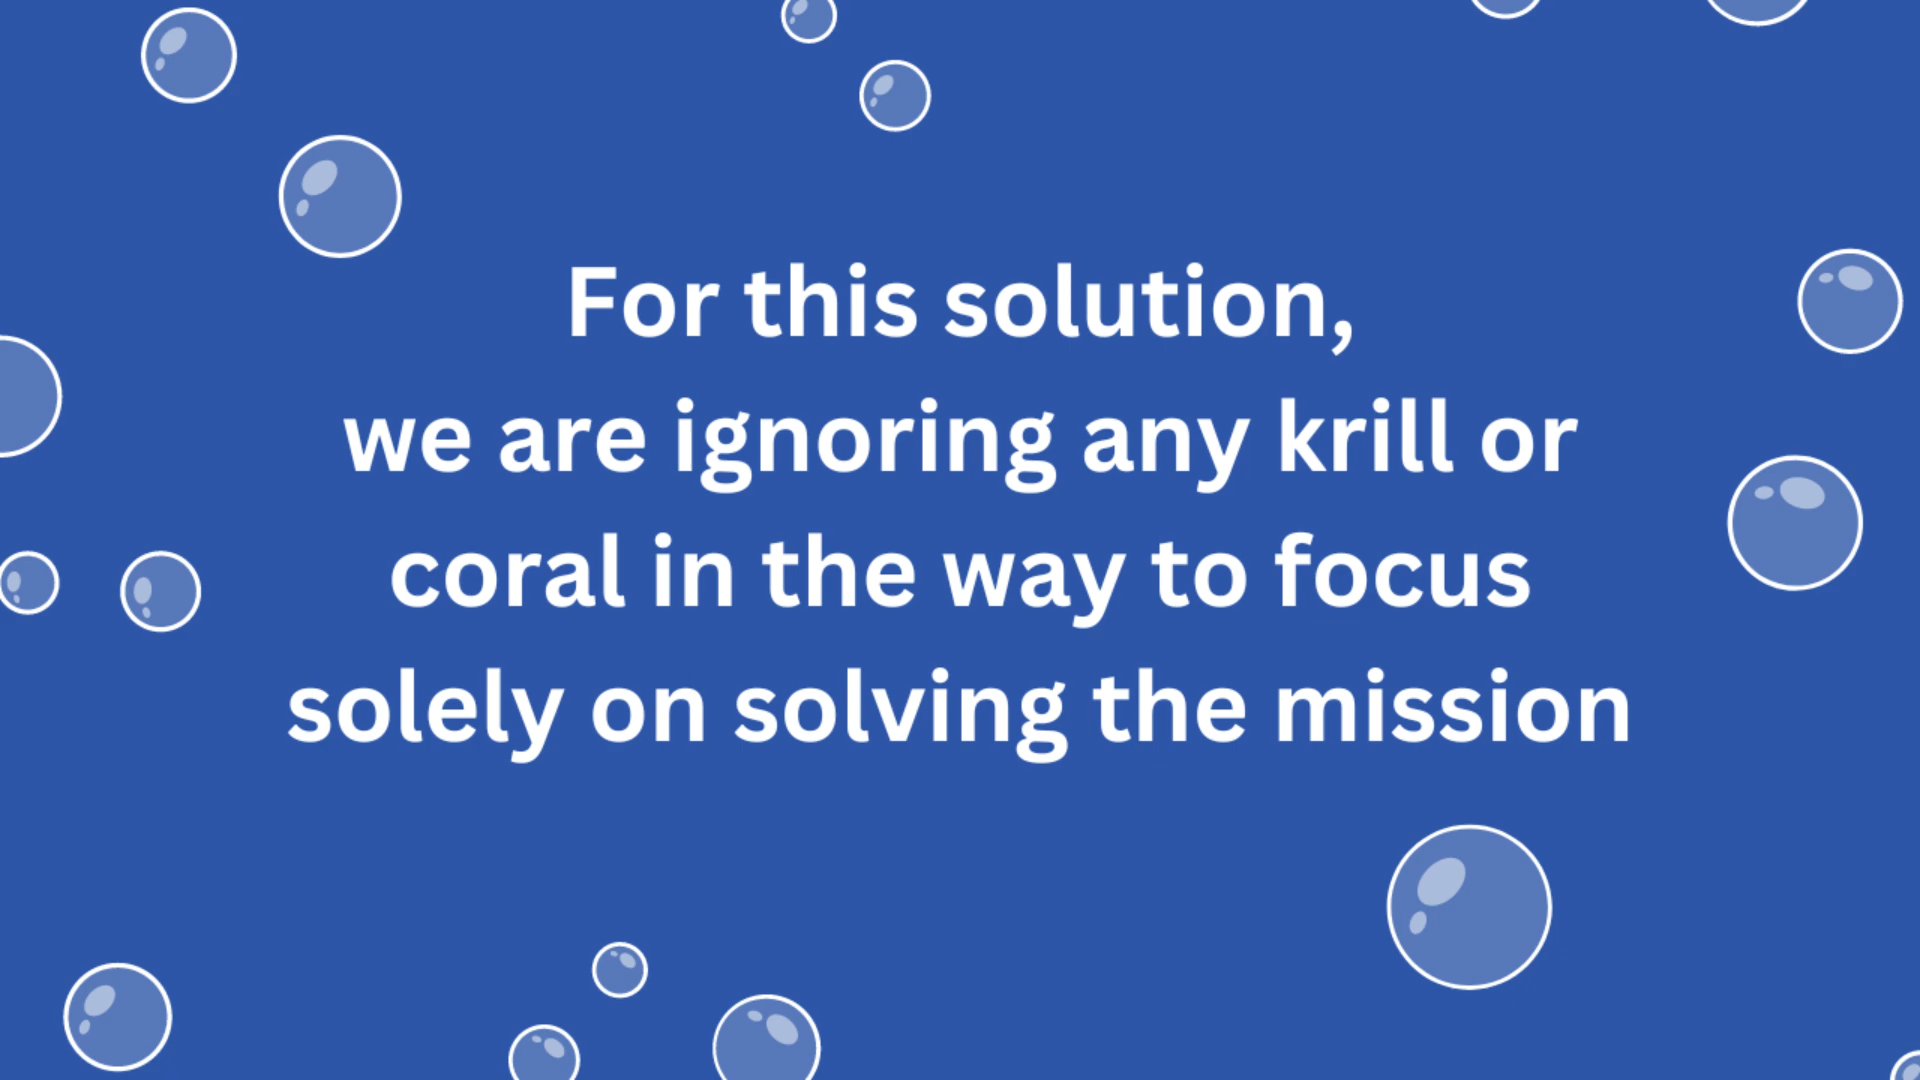 For this solution,
we are ignoring any krill or
coral in the way to focus
solely on solving the mission